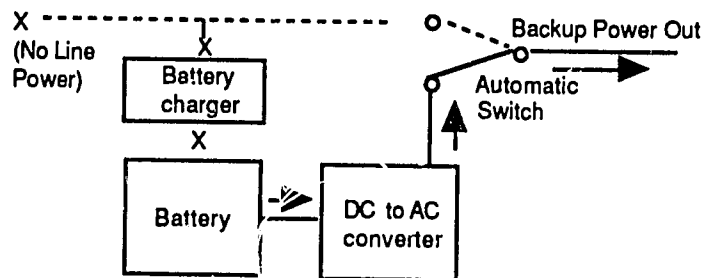 X
(No Line
Power)
X
Battery
charger
X
Battery
DC to AC
converter
Backup Power Out
Automatic
Switch